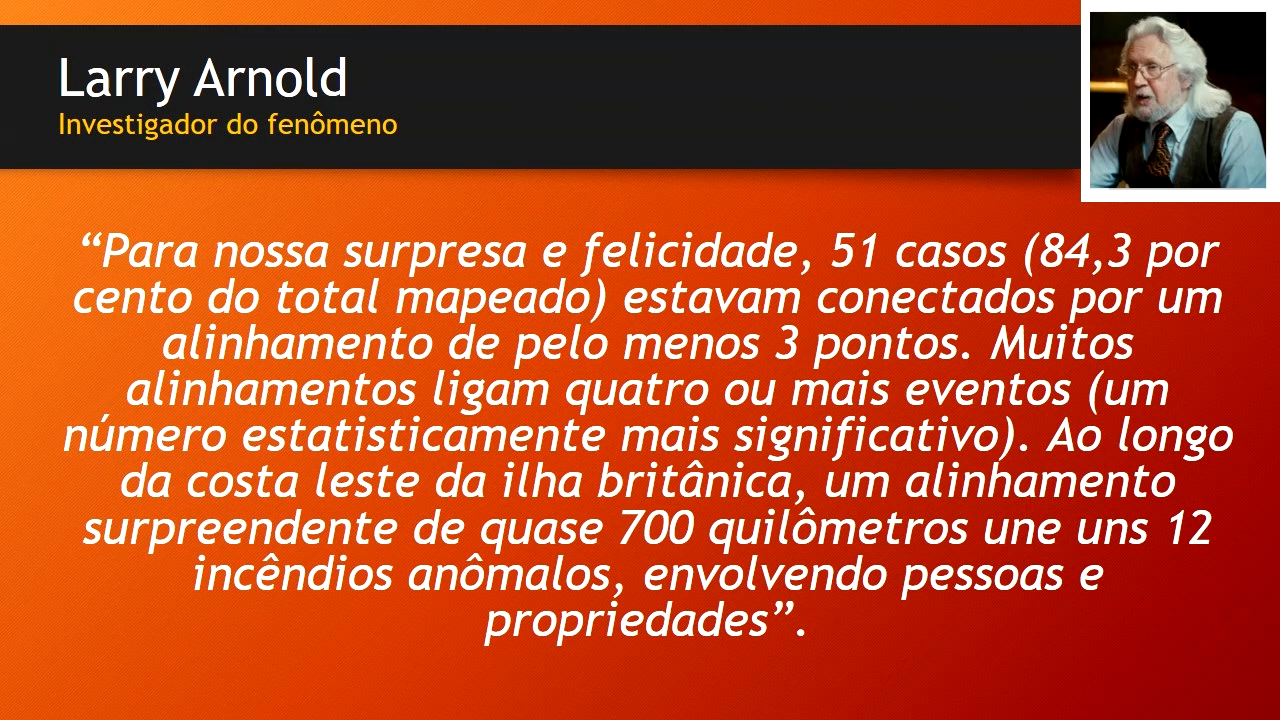 Larry Arnold
Investigador do fenômeno
“Para nossa surpresa e felicidade, 51 casos (84,3 por
cento do total mapeado) estavam conectados por um
alinhamento de pelo menos 3 pontos. Muitos
alinhamentos ligam quatro ou mais eventos (um
número estatisticamente mais significativo). Ao longo
da costa leste da ilha britânica, um alinhamento
surpreendente de quase 700 quilômetros une uns 12
incêndios anômalos, envolvendo pessoas e
propriedades”.